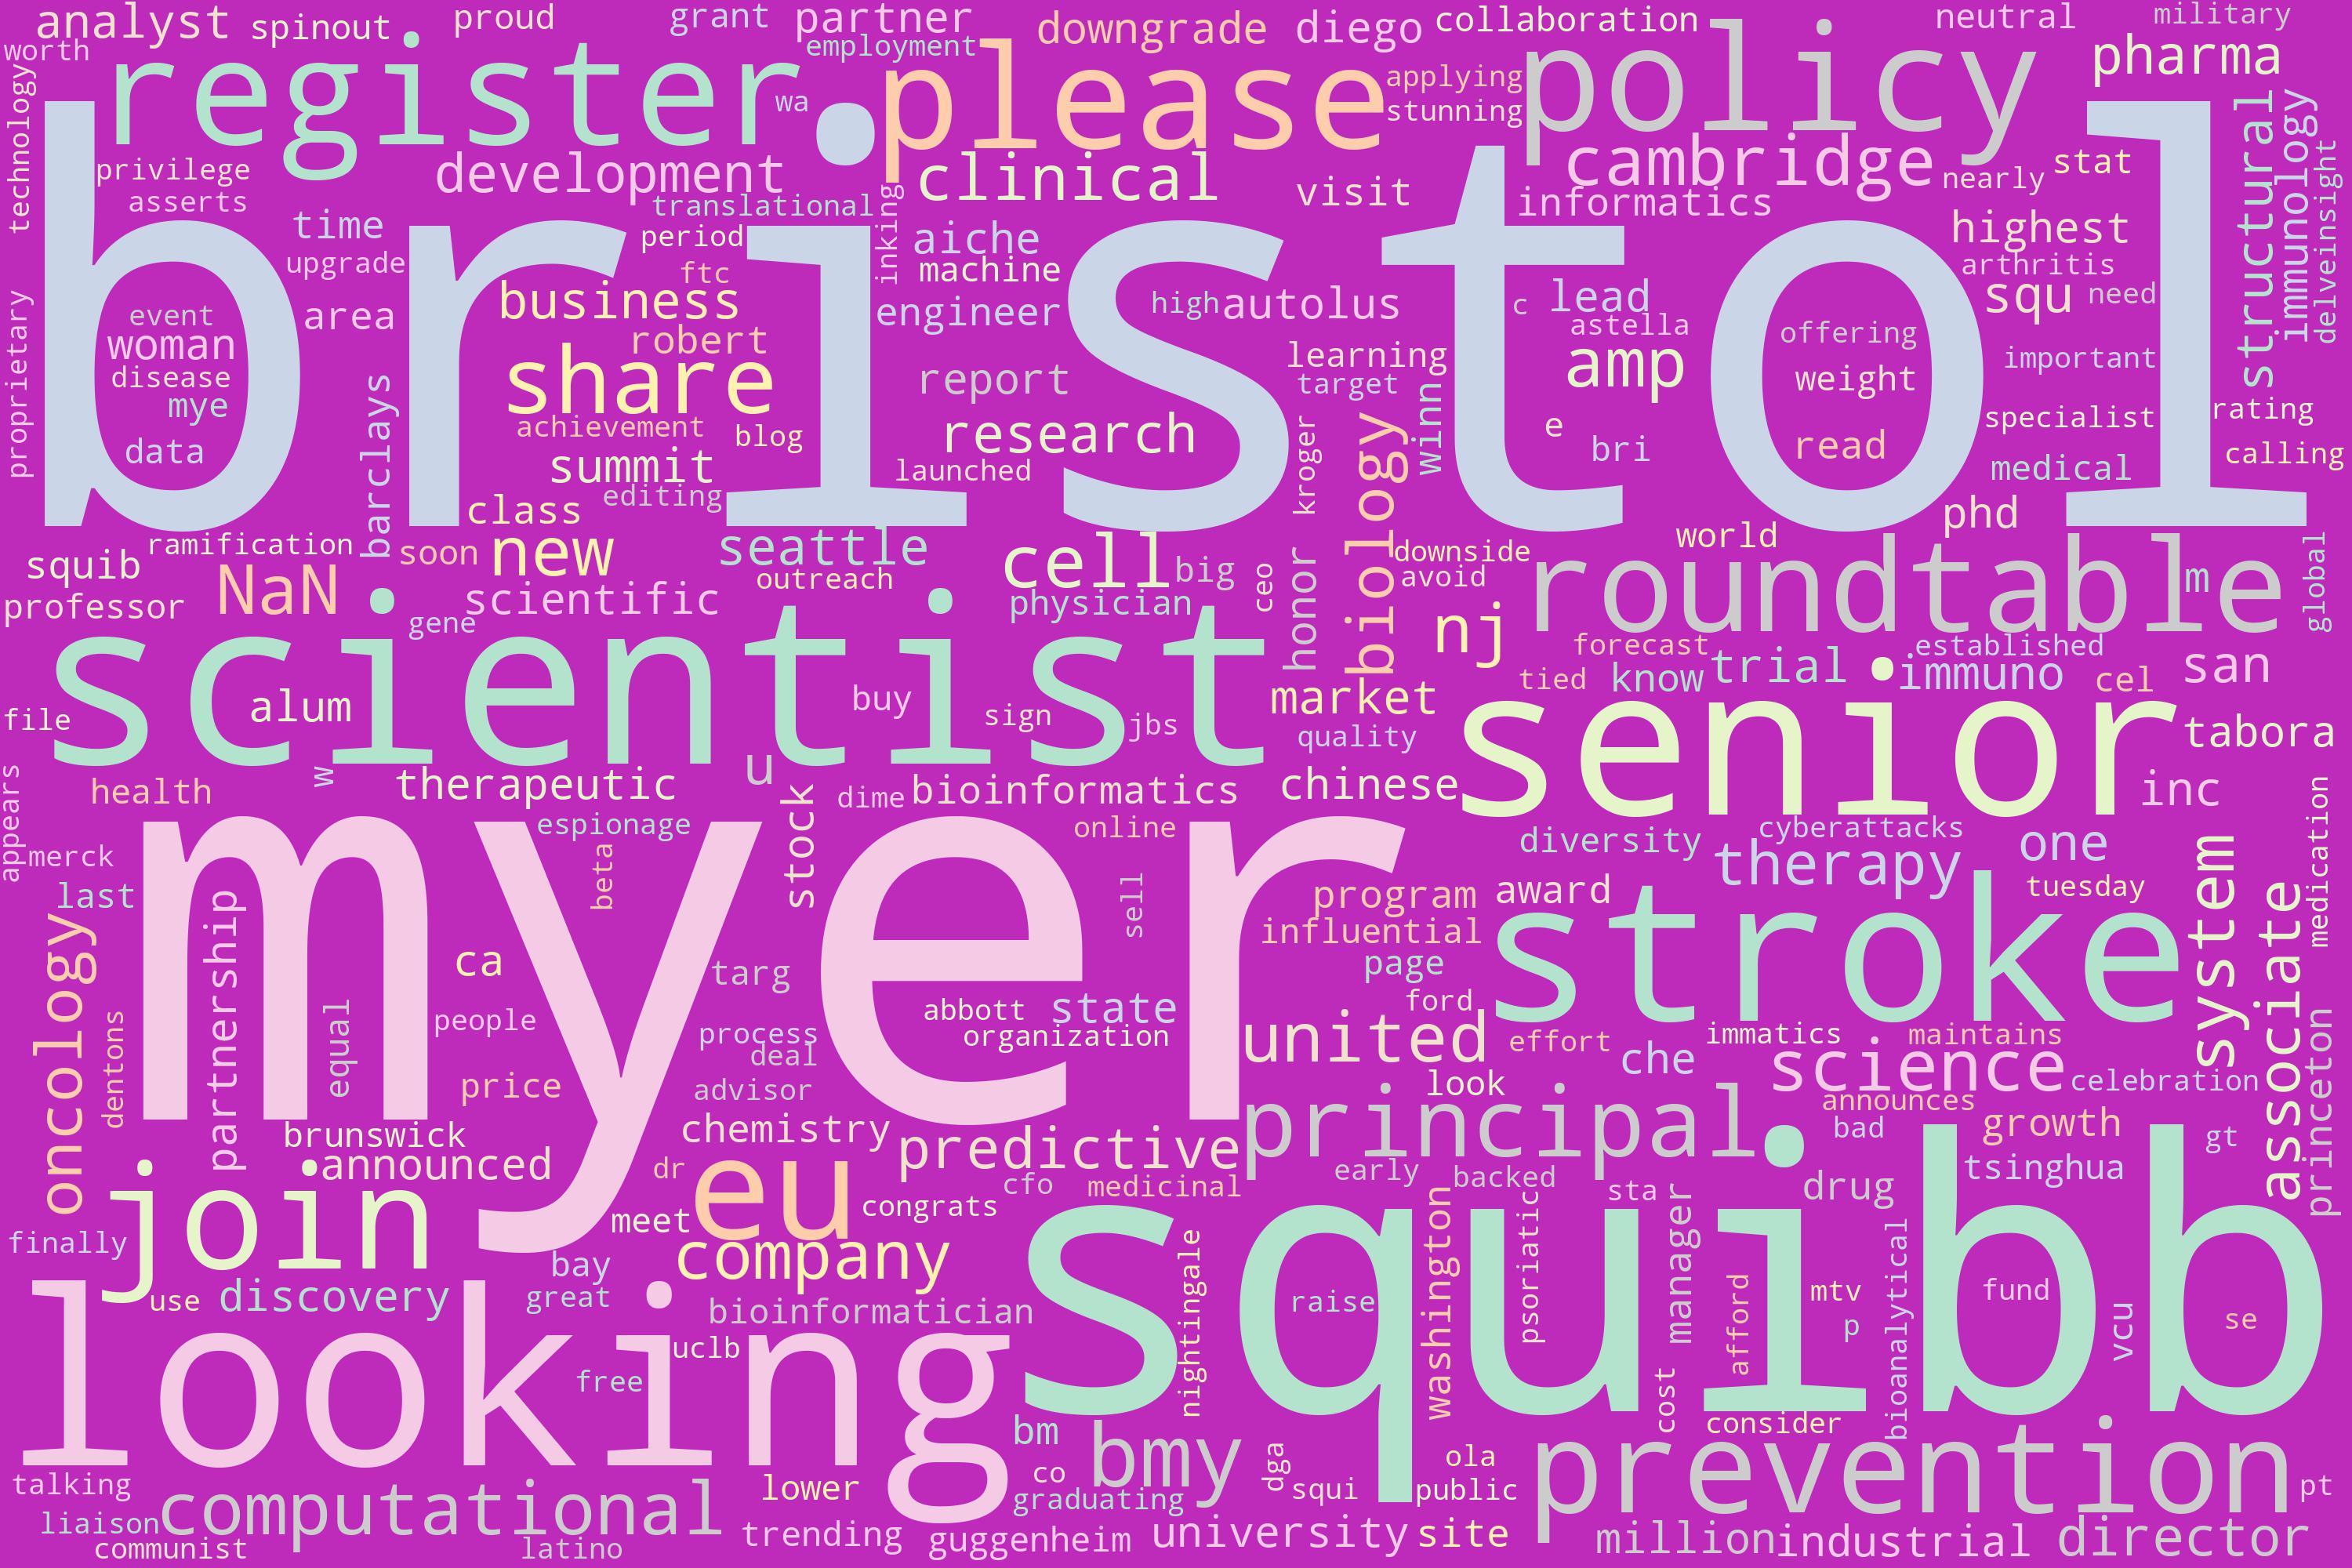 analyst spinout proud grant partner downgrade diego collaboration neutral military
worth employment pharma
register please policy
technology wa applying stunning
privilege development clinical cambridge stat structural immunology delveinsight
asserts translational inking visit informatics nearly
bristol
time period aiche highest
upgrade ftc machine arthritis
proprietary event area business engineer high autolus c lead squ need
woman robert astella offering
disease share report learning amp important
mye target weight
barclays achievement blog research biology winn e specialist rating
data summit launched kroger bri read medical calling
class editing phd
squib ramification soon new seattle cell big honor downside world roundtable global
NaN outreach ceo avoid m
professor gene scientific physician nj
scientist
forecast established
alum buy market tied know trial immuno cel san
file sign jbs quality senior tabora
health w therapeutic u dime bioinformatics chinese inc
appears stock
myer
espionage online diversity cyberattacks one
merck beta therapy system
last sell program award tuesday associate medication
oncology partnership influential stroke
ca targ page
dentons equal people abbott state ford
process organization united effort immatics maintains
deal che
price advisor look science celebration princeton
brunswick chemistry predictive principal announces growth bad gt
join announced dr eu cfo medicinal early backed sta drug tsinghua
meet congrats manager
finally company squibb
bay nightingale washington psoriatic bioanalytical
use discovery great raise afford mtv fund
looking bioinformatician p vcu se
uclb
free cost
bm bmy consider prevention
talking computational lower co dga squi ola public pt
graduating
liaison trending guggenheim university site million industrial director
communist latino